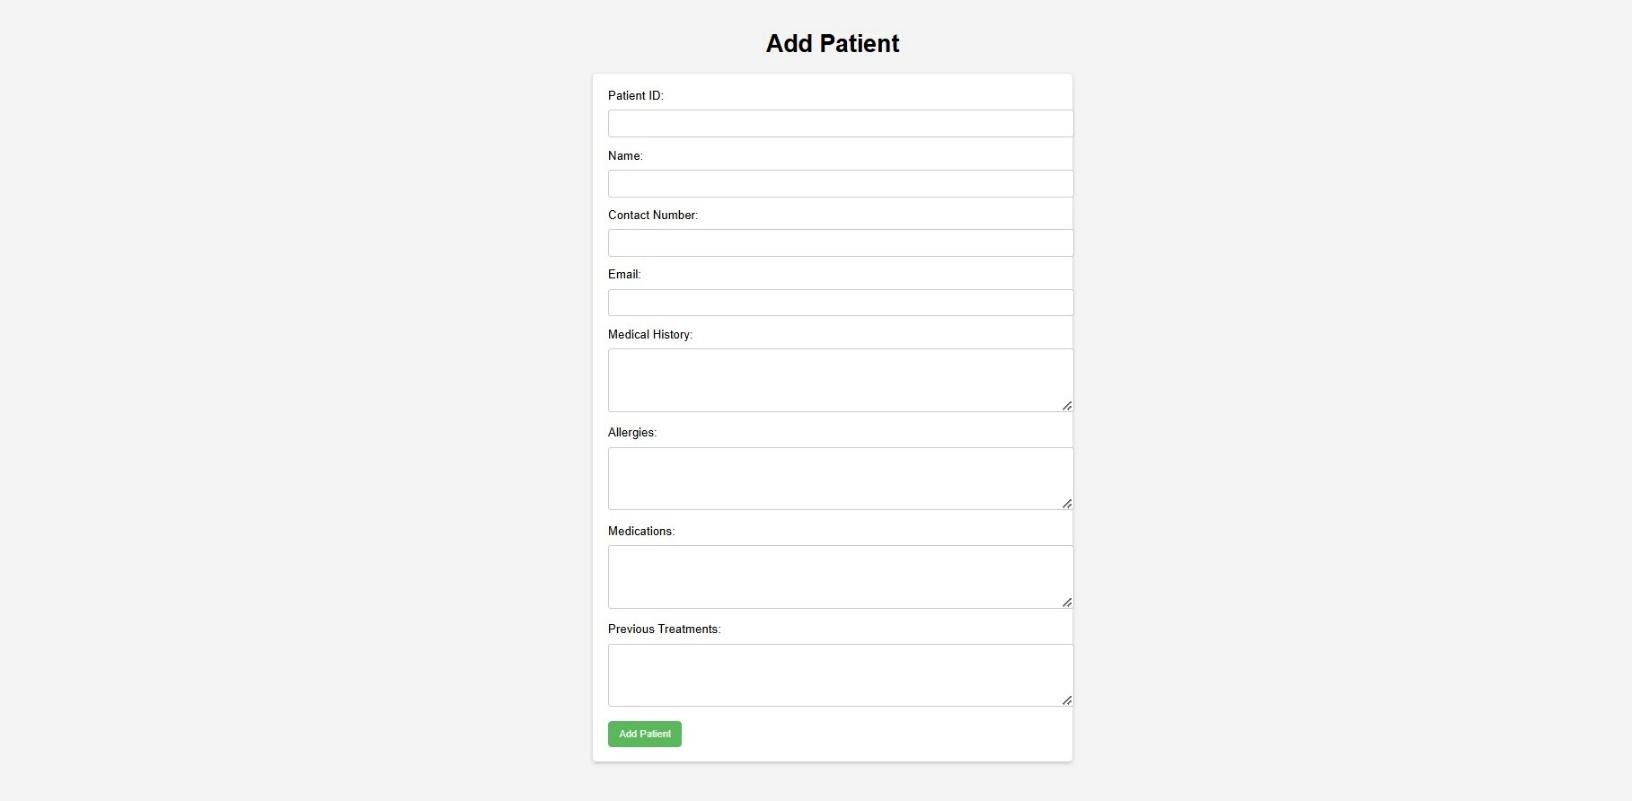 Add Patient
Patient ID:
Name:
Contact Number:
Email:
Medical History:
Allergies:
Medications:
Previous Treatments:
Add Patient